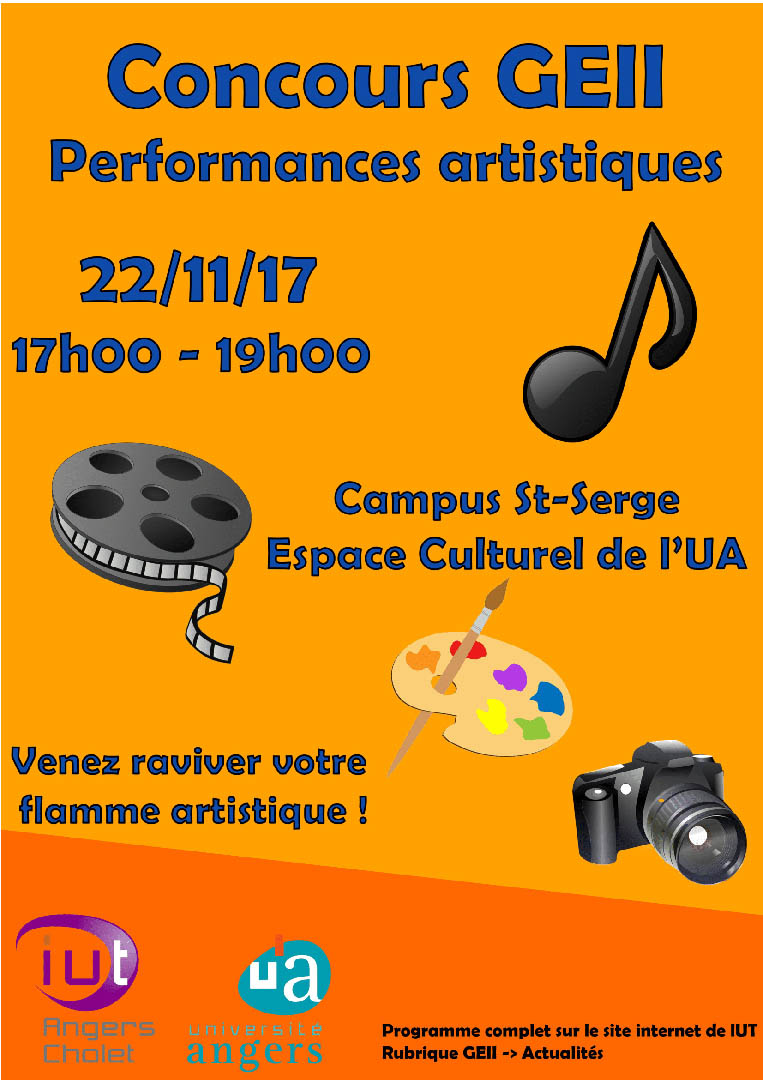 Concours GEII
Performances artistiques
22/11/17
17h00 - 19h00
Campus St-Serge
Espace Culturel de l'UA
Venez raviver votre
flamme artistique !
iut
Angers
Cholet
ua
université
angers
Programme complet sur le site internet de IUT
Rubrique GEII -> Actualités